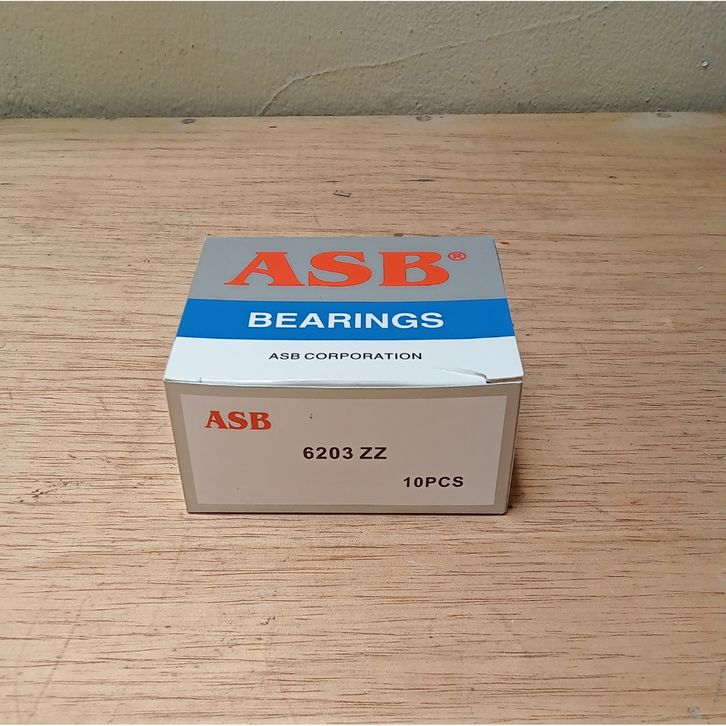 ASB®
BEARINGS
ASB CORPORATION
ASB
6203 ZZ
10PCS